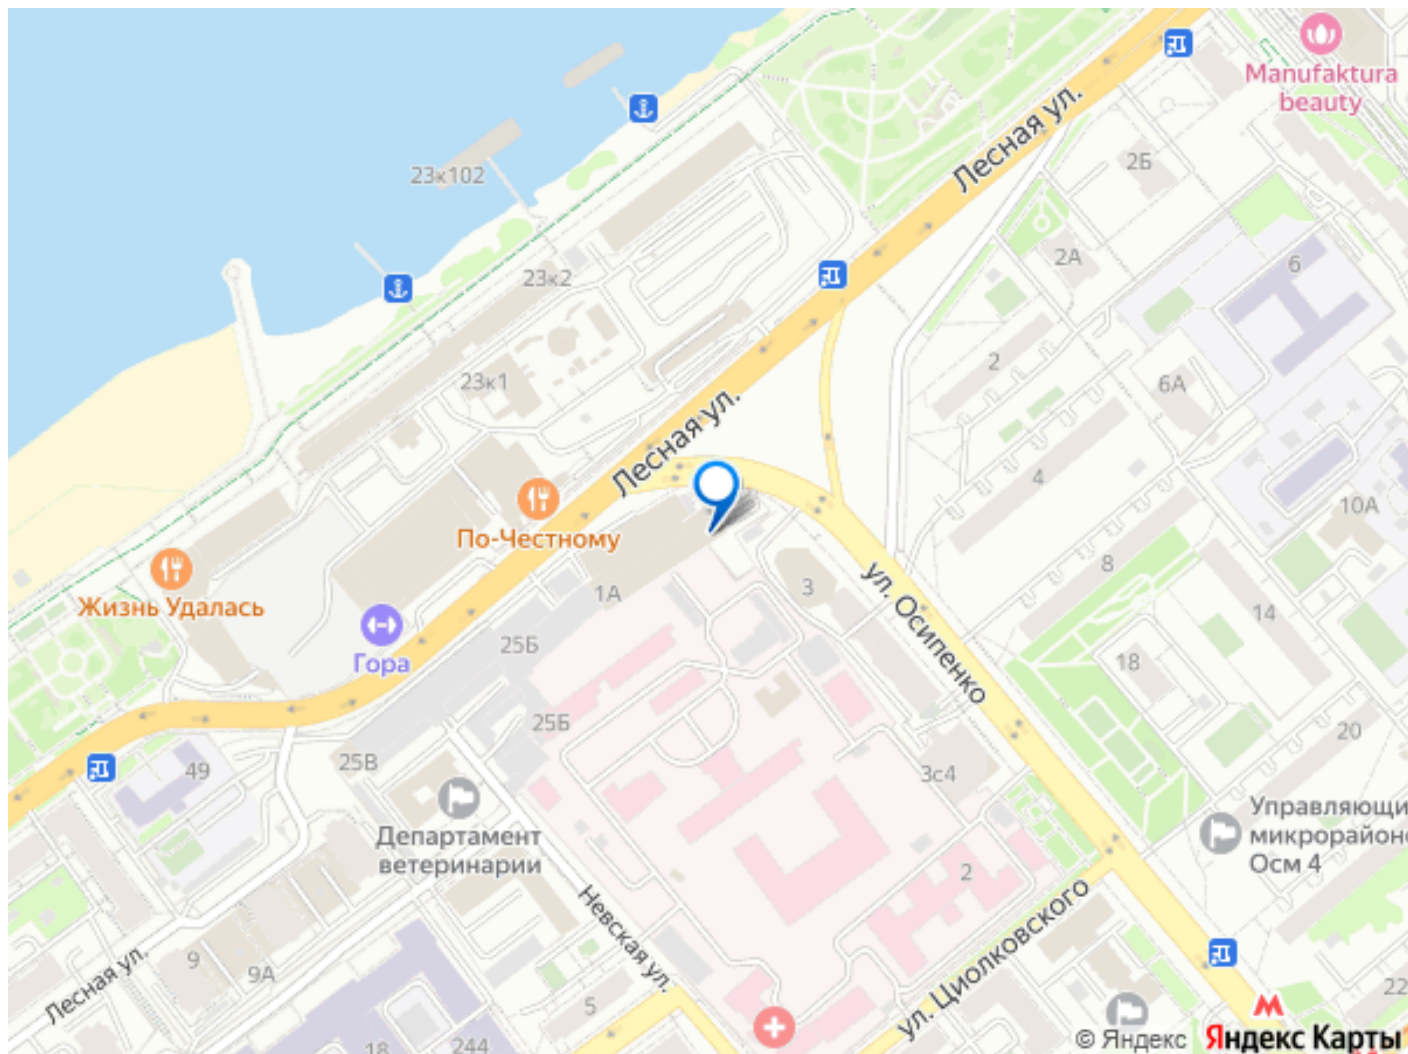 Manufaktura
beauty
Лесная ул.
2Б
23к102
2А
6
23к2
2
23к1
6А
Лесная ул.
4
10А
По-Честному
8
ул. Осипенко
3
1А
Жизнь Удалась
14
25Б
Гора
18
25Б
20
25В
49
3с4
Управляющи
микрорайоно
Осм 4
Департамент
ветеринарии
2
Невская ул.
ул. Циолковского
9
9А
Лесная ул.
22
5
18
244
© Яндекс Яндекс Карты